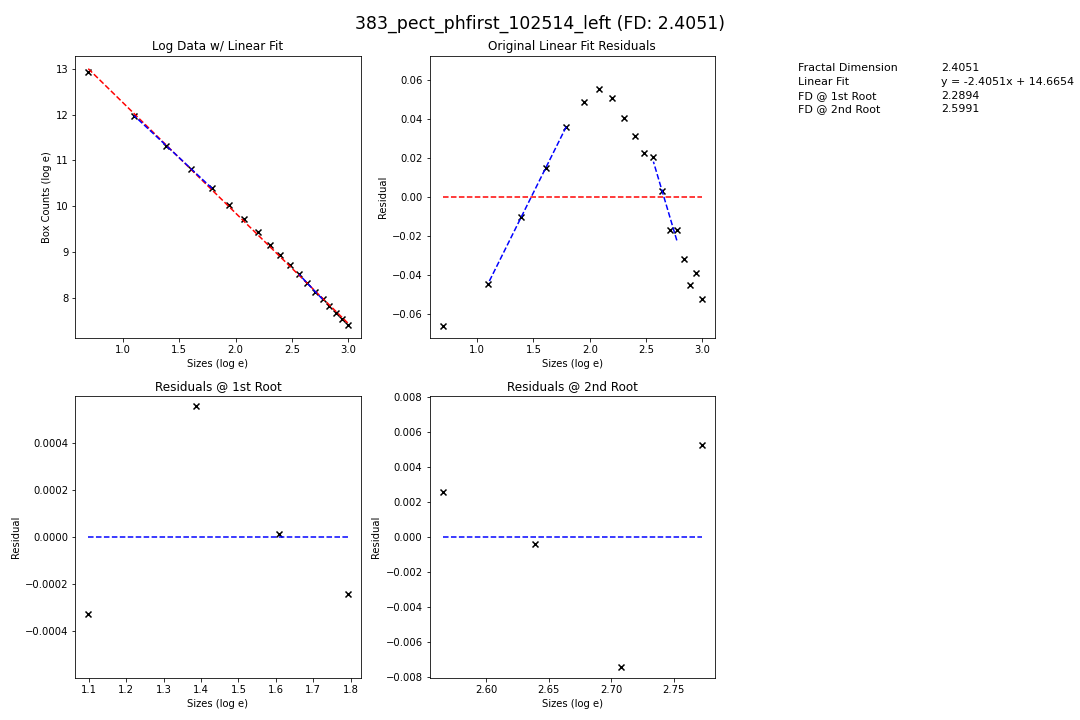 383_pect_phfirst_102514_left (FD: 2.4051)
Log Data w/ Linear Fit
Box Counts (log e)
13
12
11
10
9
8
1.0 1.5 2.0 2.5 3.0
Sizes (log e)
Original Linear Fit Residuals
Residual
0.06
0.04
0.02
0.00
−0.02
−0.04
−0.06
1.0 1.5 2.0 2.5 3.0
Sizes (log e)
Fractal Dimension 2.4051
Linear Fit y = -2.4051x + 14.6654
FD @ 1st Root 2.2894
FD @ 2nd Root 2.5991
Residuals @ 1st Root
Residual
0.0004
0.0002
0.0000
−0.0002
−0.0004
1.1 1.2 1.3 1.4 1.5 1.6 1.7 1.8
Sizes (log e)
Residuals @ 2nd Root
Residual
0.008
0.006
0.004
0.002
0.000
−0.002
−0.004
−0.006
−0.008
2.60 2.65 2.70 2.75
Sizes (log e)